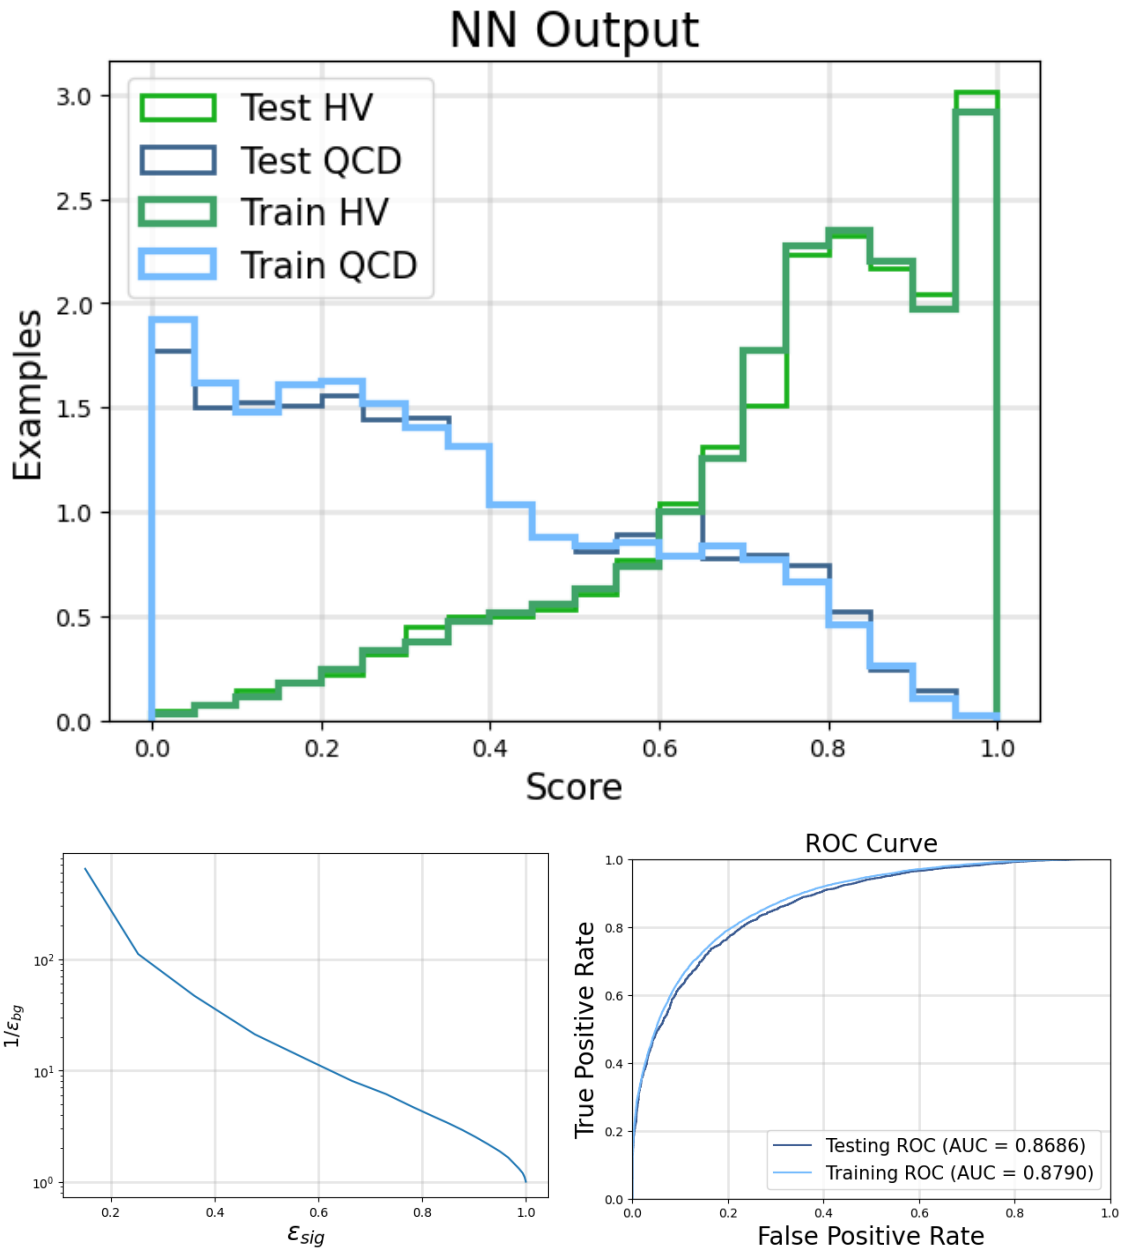 NN Output
3.0
2.5
2.0
1.5
1.0
0.5
0.0
Examples
Test HV
Test QCD
Train HV
Train QCD
0.0 0.2 0.4 0.6 0.8 1.0
Score
10²
10¹
10⁰
1/ε_bg
0.2 0.4 0.6 0.8 1.0
ε_sig
ROC Curve
1.0
0.8
0.6
0.4
0.2
0.0
True Positive Rate
Testing ROC (AUC = 0.8686)
Training ROC (AUC = 0.8790)
0.0 0.2 0.4 0.6 0.8 1.0
False Positive Rate